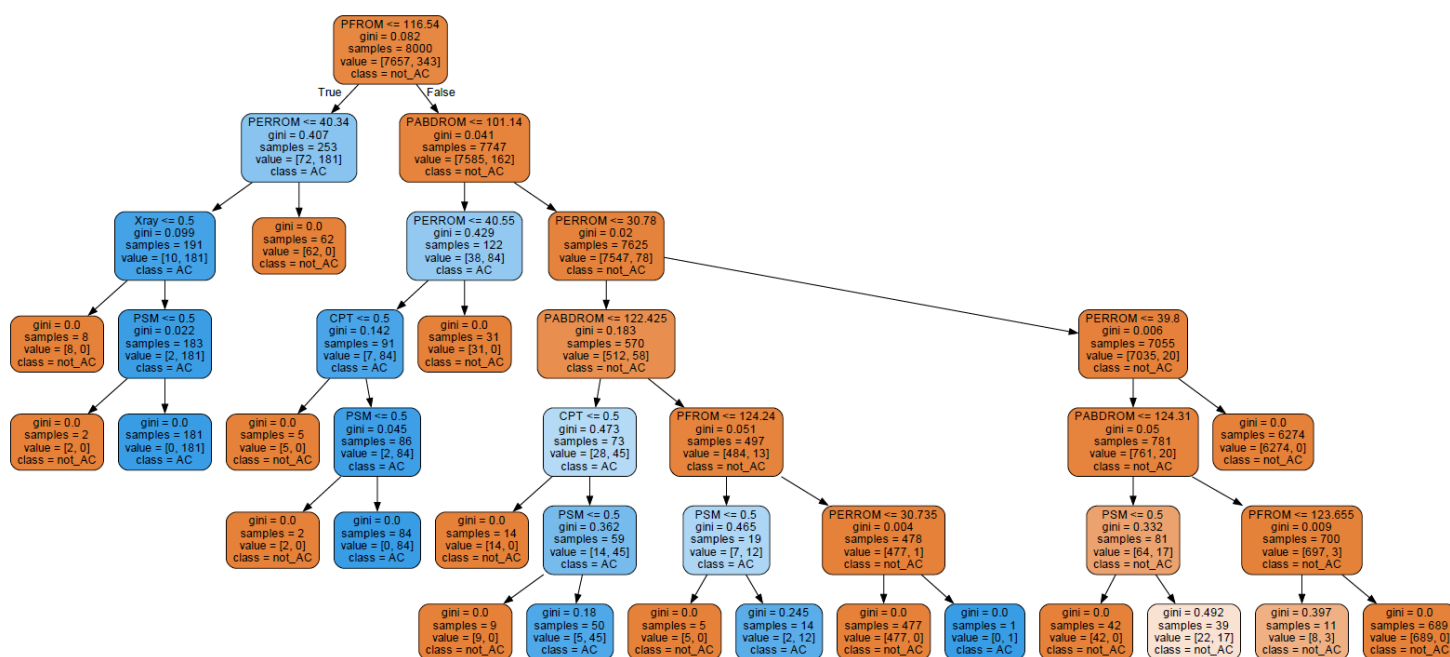 PFROM <= 116.54
gini = 0.082
samples = 8000
value = [7657, 343]
class = not_AC
True
False
PERROM <= 40.34
gini = 0.407
samples = 253
value = [72, 181]
class = AC
PABDROM <= 101.14
gini = 0.041
samples = 7747
value = [7585, 162]
class = not_AC
Xray <= 0.5
gini = 0.099
samples = 191
value = [10, 181]
class = AC
gini = 0.0
samples = 62
value = [62, 0]
class = not_AC
PERROM <= 40.55
gini = 0.429
samples = 122
value = [38, 84]
class = AC
PERROM <= 30.78
gini = 0.02
samples = 7625
value = [7547, 78]
class = not_AC
gini = 0.0
samples = 8
value = [8, 0]
class = not_AC
PSM <= 0.5
gini = 0.022
samples = 183
value = [2, 181]
class = AC
CPT <= 0.5
gini = 0.142
samples = 91
value = [7, 84]
class = AC
gini = 0.0
samples = 31
value = [31, 0]
class = not_AC
PABDROM <= 122.425
gini = 0.183
samples = 570
value = [512, 58]
class = not_AC
PERROM <= 39.8
gini = 0.006
samples = 7055
value = [7035, 20]
class = not_AC
gini = 0.0
samples = 2
value = [2, 0]
class = not_AC
gini = 0.0
samples = 181
value = [0, 181]
class = AC
gini = 0.0
samples = 5
value = [5, 0]
class = not_AC
PSM <= 0.5
gini = 0.045
samples = 86
value = [2, 84]
class = AC
CPT <= 0.5
gini = 0.473
samples = 73
value = [28, 45]
class = AC
PFROM <= 124.24
gini = 0.051
samples = 497
value = [484, 13]
class = not_AC
PABDROM <= 124.31
gini = 0.05
samples = 781
value = [761, 20]
class = not_AC
gini = 0.0
samples = 6274
value = [6274, 0]
class = not_AC
gini = 0.0
samples = 2
value = [2, 0]
class = not_AC
gini = 0.0
samples = 84
value = [0, 84]
class = AC
gini = 0.0
samples = 14
value = [14, 0]
class = not_AC
PSM <= 0.5
gini = 0.362
samples = 59
value = [14, 45]
class = AC
PSM <= 0.5
gini = 0.465
samples = 19
value = [7, 12]
class = AC
PERROM <= 30.735
gini = 0.004
samples = 478
value = [477, 1]
class = not_AC
PSM <= 0.5
gini = 0.332
samples = 81
value = [64, 17]
class = not_AC
PFROM <= 123.655
gini = 0.009
samples = 700
value = [697, 3]
class = not_AC
gini = 0.0
samples = 9
value = [9, 0]
class = not_AC
gini = 0.18
samples = 50
value = [5, 45]
class = AC
gini = 0.0
samples = 5
value = [5, 0]
class = not_AC
gini = 0.245
samples = 14
value = [2, 12]
class = AC
gini = 0.0
samples = 477
value = [477, 0]
class = not_AC
gini = 0.0
samples = 1
value = [0, 1]
class = AC
gini = 0.0
samples = 42
value = [42, 0]
class = not_AC
gini = 0.492
samples = 39
value = [22, 17]
class = not_AC
gini = 0.397
samples = 11
value = [8, 3]
class = not_AC
gini = 0.0
samples = 689
value = [689, 0]
class = not_AC